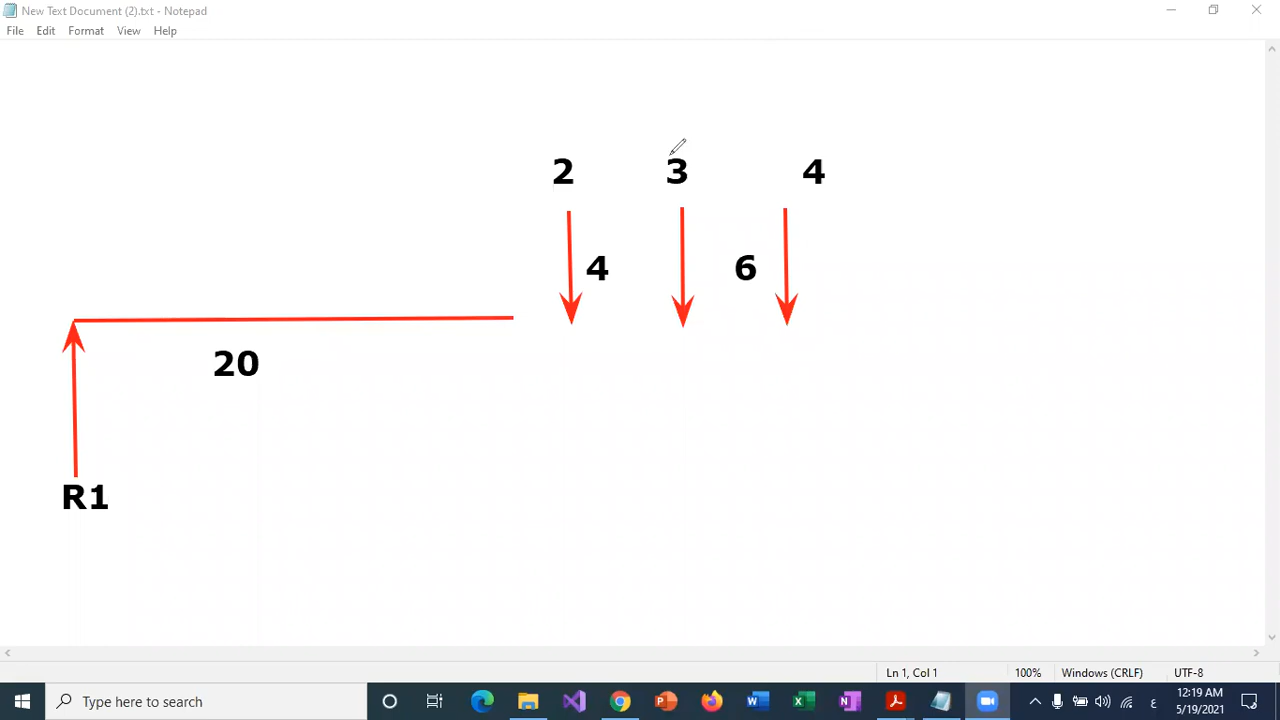 New Text Document (2).txt - Notepad
File Edit Format View Help
2 3 4
4 6
20
R1
Ln 1, Col 1 100% Windows (CRLF) UTF-8
Type here to search
ع
12:19 AM
5/19/2021